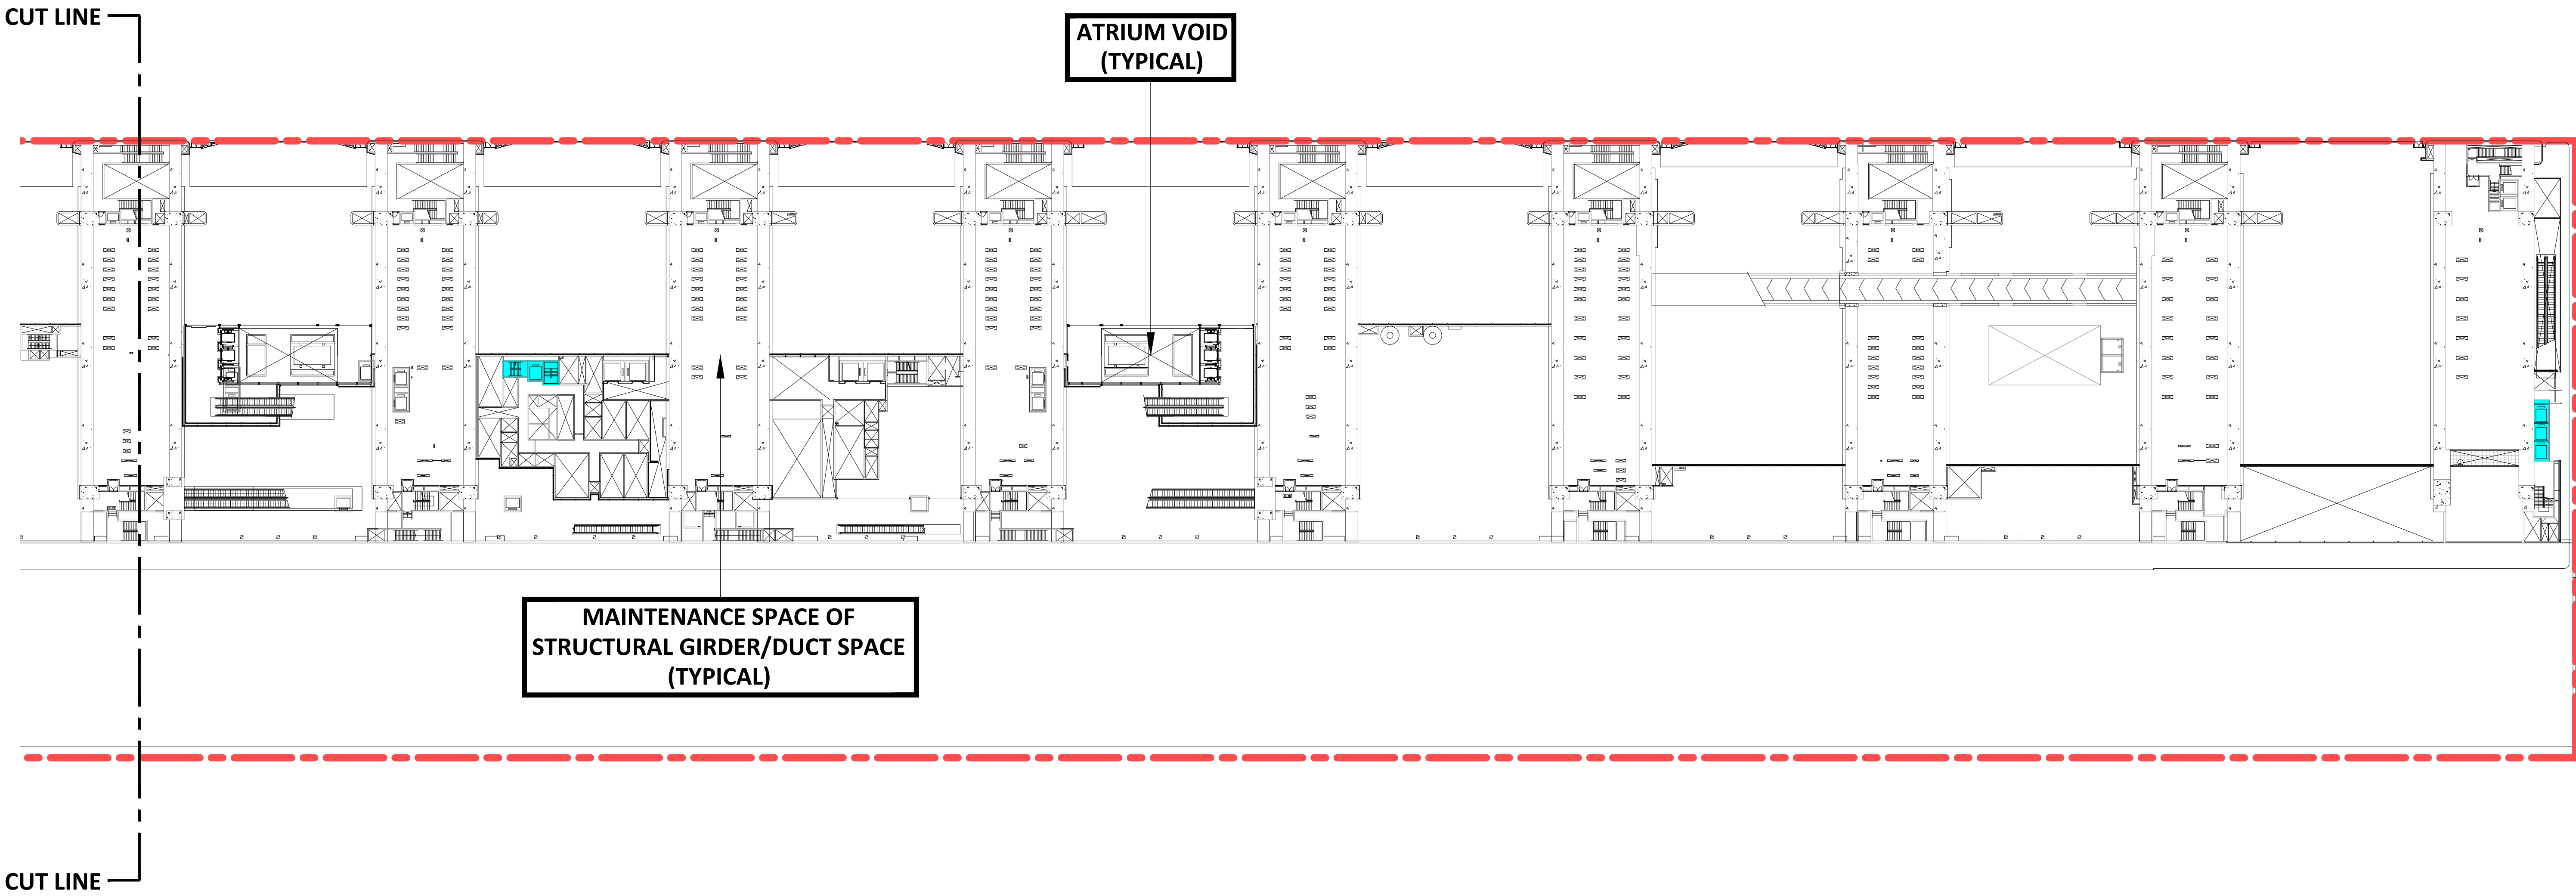 CUT LINE
ATRIUM VOID
(TYPICAL)
MAINTENANCE SPACE OF
STRUCTURAL GIRDER/DUCT SPACE
(TYPICAL)
CUT LINE